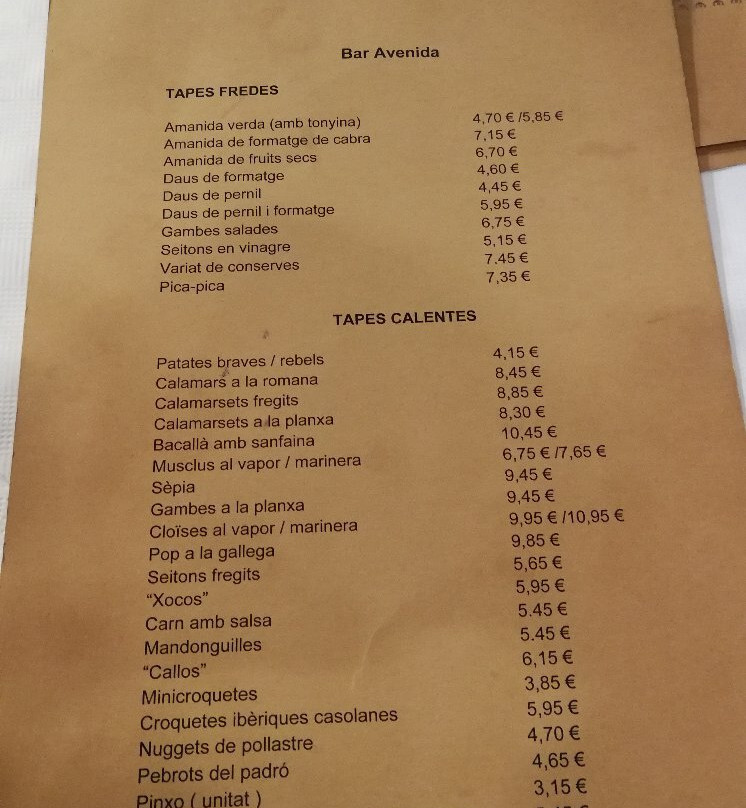 Bar Avenida
TAPES FREDES
Amanida verda (amb tonyina) 4,70 € /5,85 €
Amanida de formatge de cabra 7,15 €
Amanida de fruits secs 6,70 €
Daus de formatge 4,60 €
Daus de pernil 4,45 €
Daus de pernil i formatge 5,95 €
Gambes salades 6,75 €
Seitons en vinagre 5,15 €
Variat de conserves 7,45 €
Pica-pica 7,35 €
TAPES CALENTES
Patates braves / rebels 4,15 €
Calamars a la romana 8,45 €
Calamarsets fregits 8,85 €
Calamarsets a la planxa 8,30 €
Bacallà amb sanfaina 10,45 €
Musclus al vapor / marinera 6,75 € /7,65 €
Sèpia 9,45 €
Gambes a la planxa 9,45 €
Cloïses al vapor / marinera 9,95 € /10,95 €
Pop a la gallega 9,85 €
Seitons fregits 5,65 €
“Xocos” 5,95 €
Carn amb salsa 5.45 €
Mandonguilles 5.45 €
“Callos” 6,15 €
Minicroquetes 3,85 €
Croquetes ibèriques casolanes 5,95 €
Nuggets de pollastre 4,70 €
Pebrots del padró 4,65 €
Pinxo ( unitat ) 3,15 €